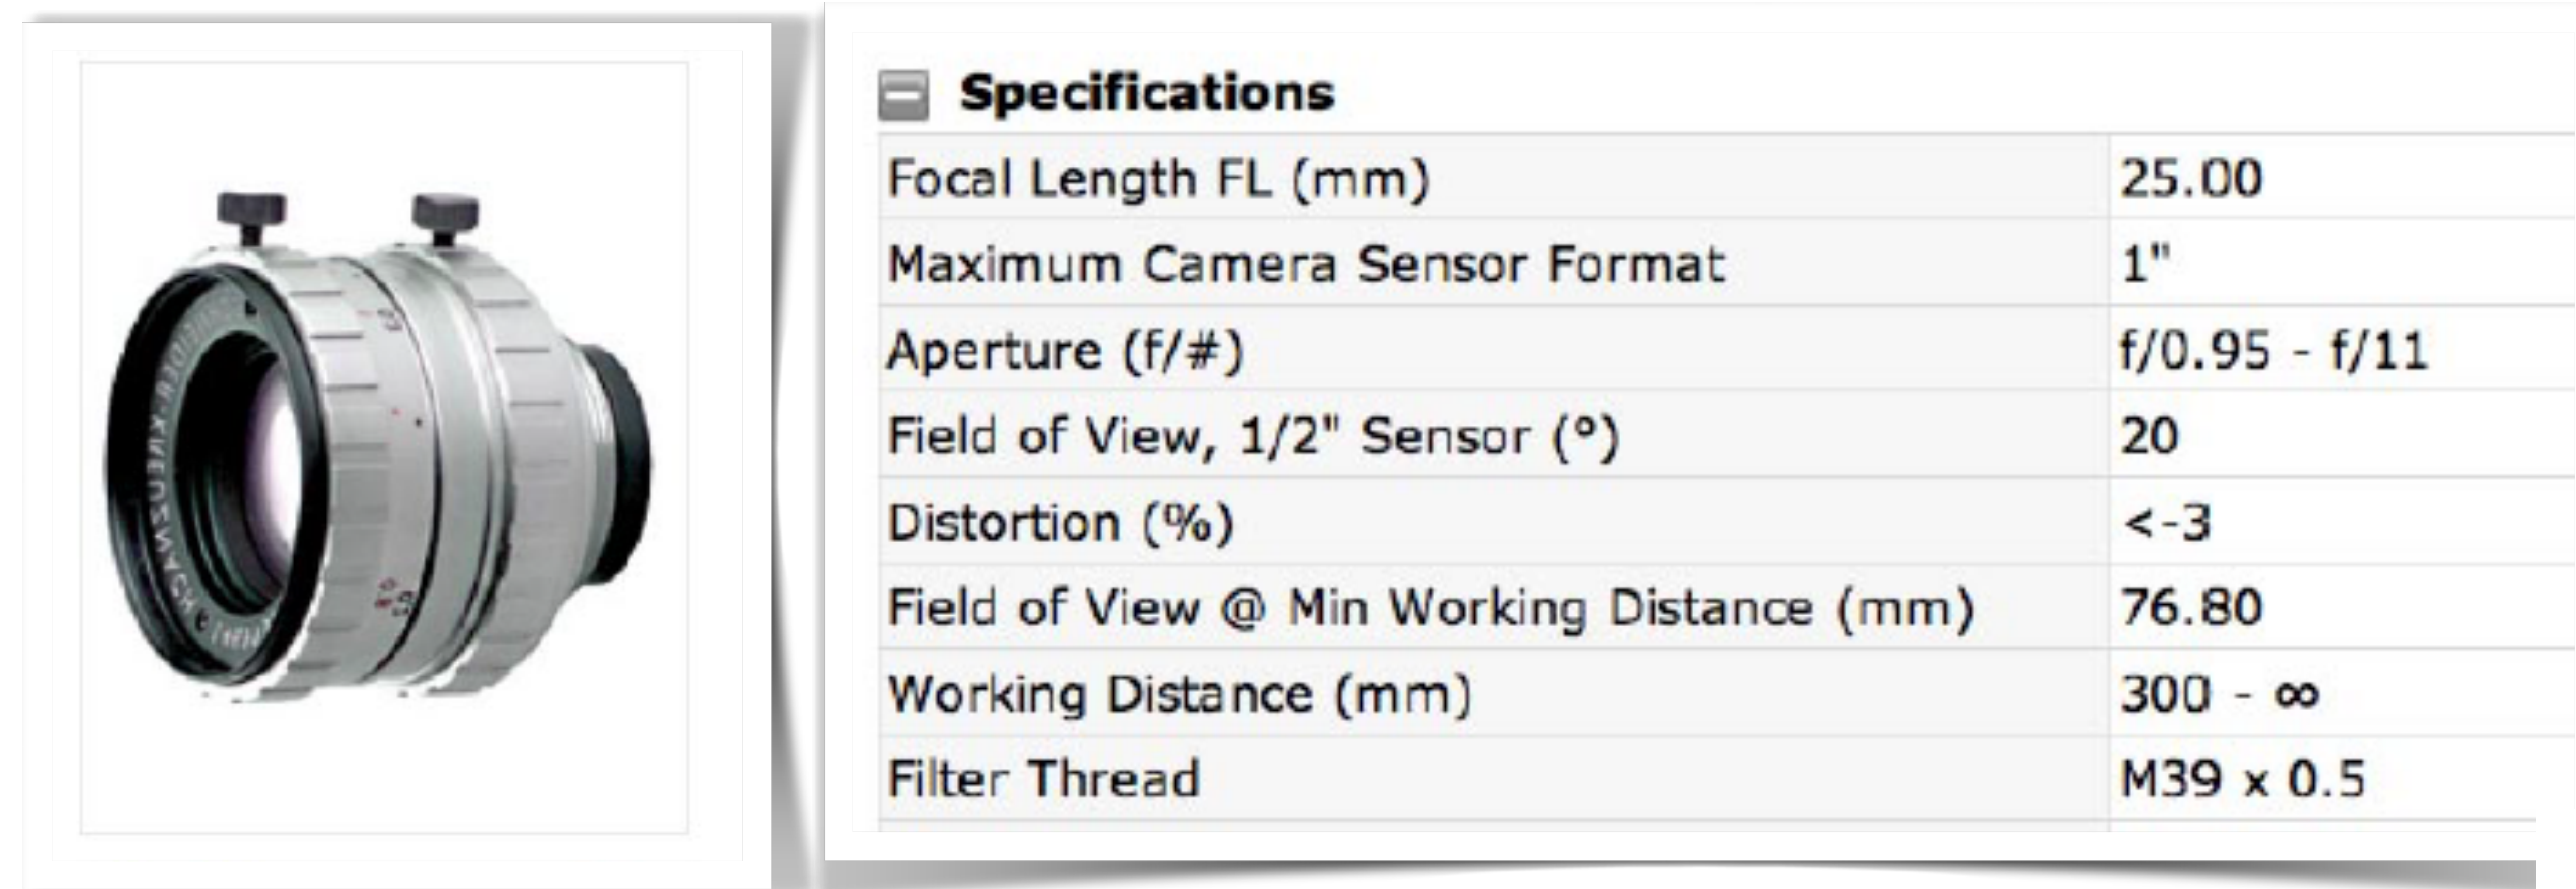 Specifications
Focal Length FL (mm) 25.00
Maximum Camera Sensor Format 1"
Aperture (f/#) f/0.95 - f/11
Field of View, 1/2" Sensor (°) 20
Distortion (%) <-3
Field of View @ Min Working Distance (mm) 76.80
Working Distance (mm) 300 - ∞
Filter Thread M39 x 0.5